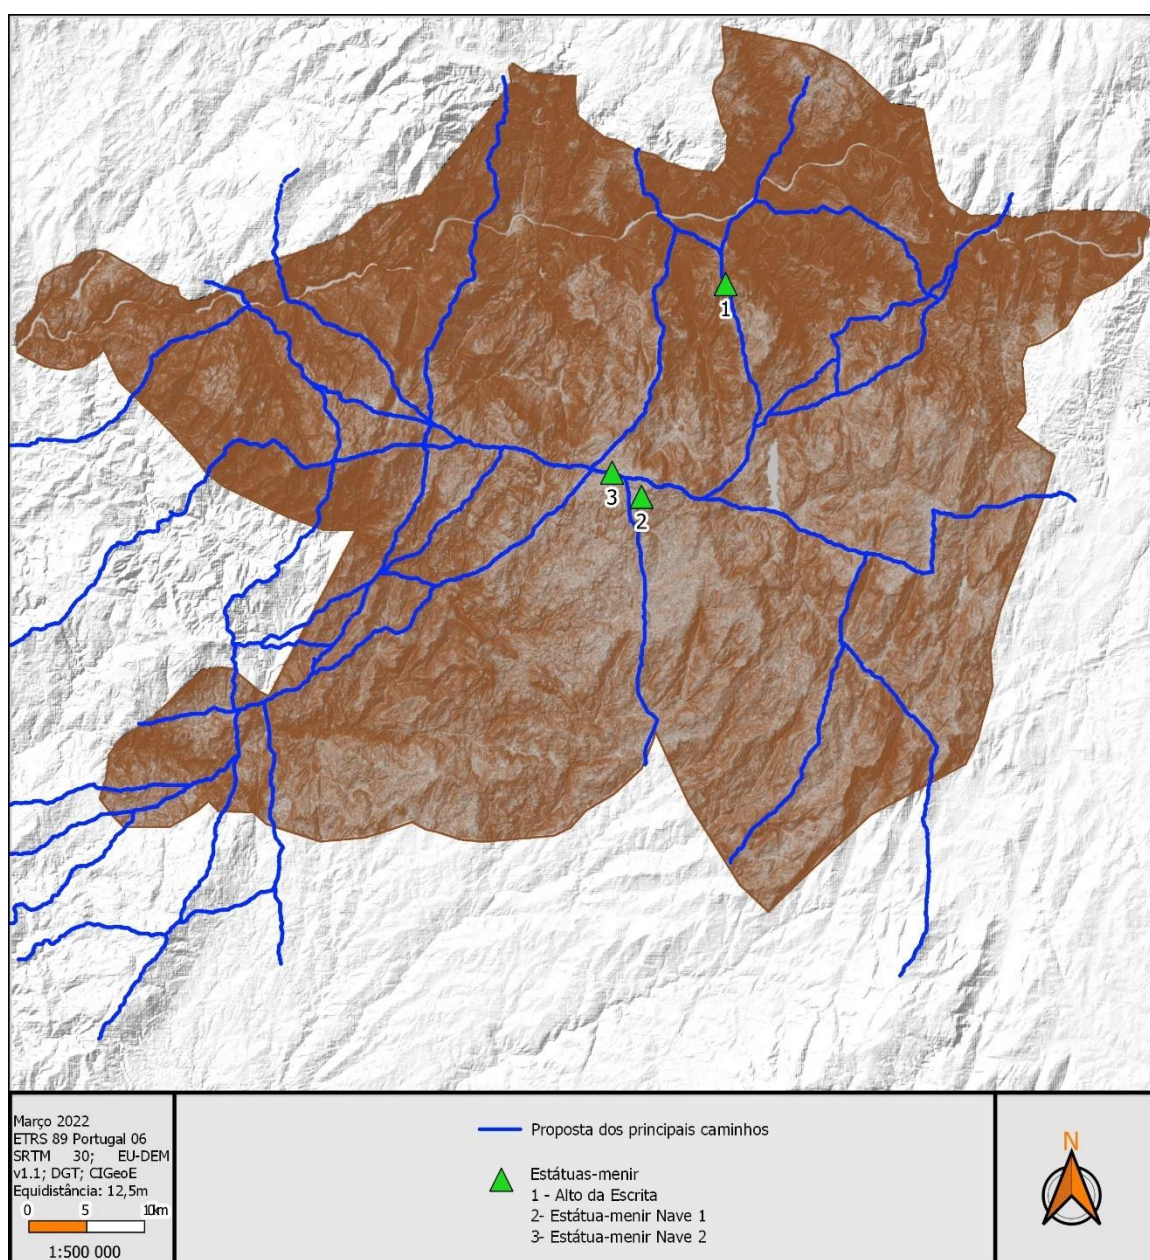 1
3
2
Março 2022
ETRS 89 Portugal 06
SRTM 30; EU-DEM
v1.1; DGT; CIGeoE
Equidistância: 12,5m
0 5 10km
1:500 000
Proposta dos principais caminhos
Estátuas-menir
1 - Alto da Escrita
2- Estátua-menir Nave 1
3- Estátua-menir Nave 2
N